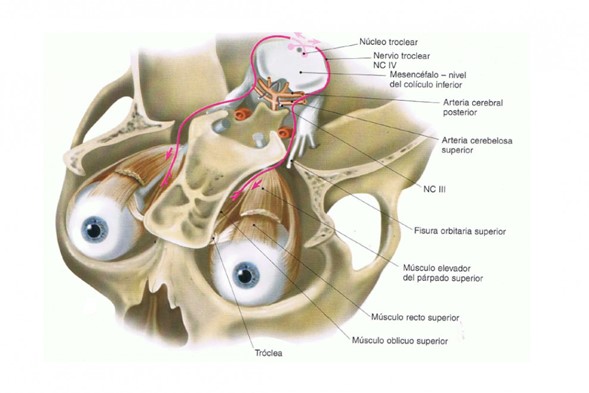 Núcleo troclear
Nervio troclear
NC IV
Mesencéfalo – nivel
del colículo inferior
Arteria cerebral
posterior
Arteria cerebelosa
superior
NC III
Fisura orbitaria superior
Músculo elevador
del párpado superior
Músculo recto superior
Músculo oblicuo superior
Tróclea